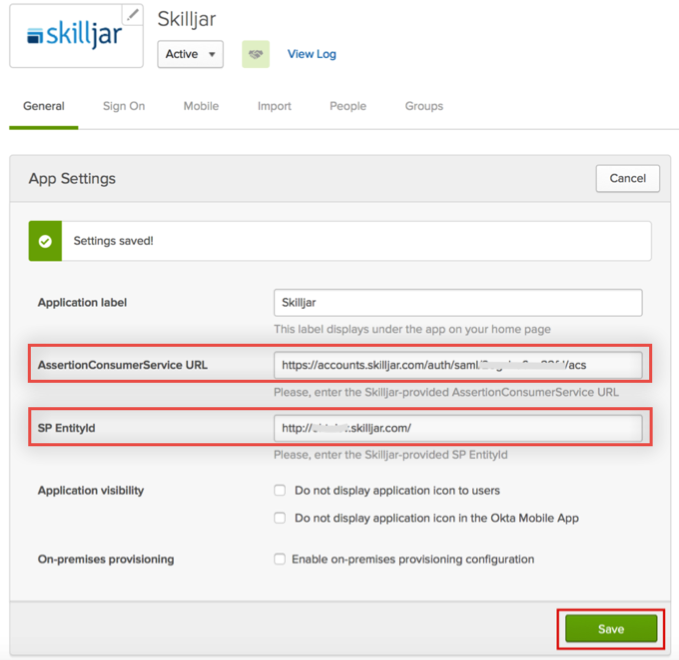 skilljar
Skilljar
Active
View Log
General Sign On Mobile Import People Groups
App Settings
Cancel
Settings saved!
Application label
Skilljar
This label displays under the app on your home page
AssertionConsumerService URL
https://accounts.skilljar.com/auth/saml/ /acs
Please, enter the Skilljar-provided AssertionConsumerService URL
SP EntityId
http:// .skilljar.com/
Please, enter the Skilljar-provided SP EntityId
Application visibility
Do not display application icon to users
Do not display application icon in the Okta Mobile App
On-premises provisioning
Enable on-premises provisioning configuration
Save